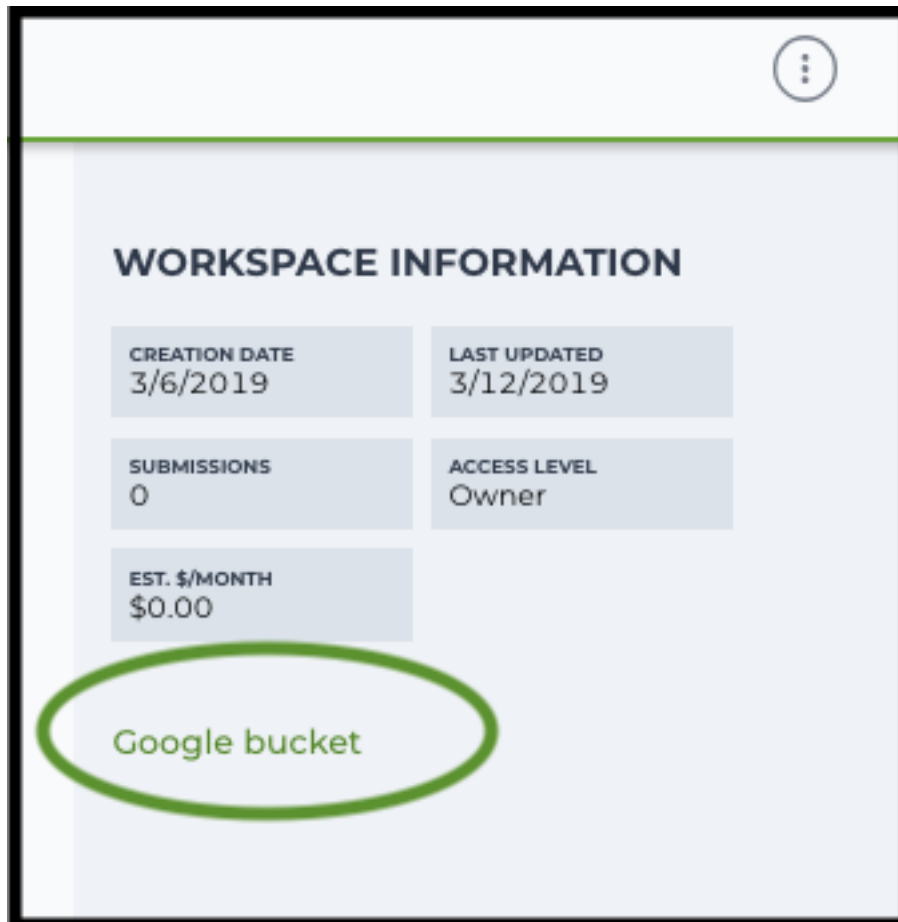 WORKSPACE INFORMATION
CREATION DATE
3/6/2019
LAST UPDATED
3/12/2019
SUBMISSIONS
0
ACCESS LEVEL
Owner
EST. $/MONTH
$0.00
Google bucket